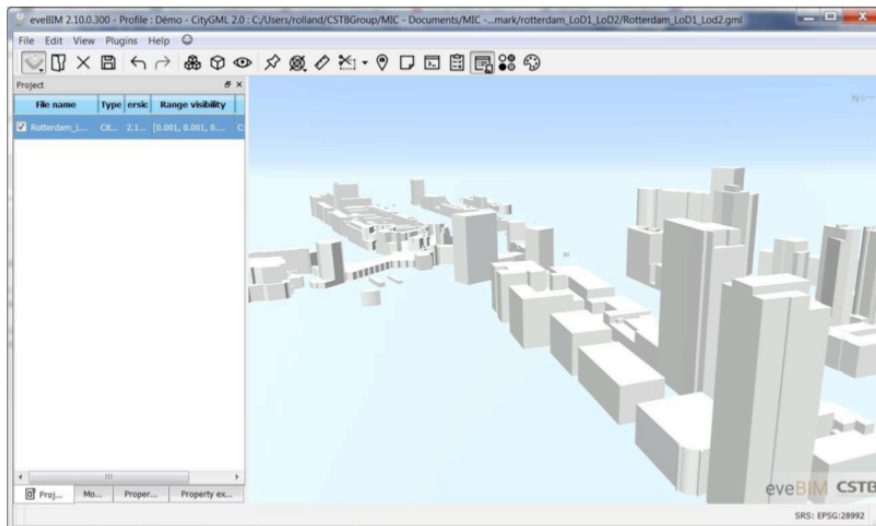 eveBIM 2.10.0.300 - Profile : Démo - CityGML 2.0 : C:/Users/rolland/CSTBGroup/MIC - Documents/MIC -...mark/rotterdam_LoD1_LoD2/Rotterdam_LoD1_Lod2.gml
File Edit View Plugins Help
Project
File name Type ersic Range visibility
Rotterdam_L... Cit... 2.1... [0.001, 0.001, 0.... C:
N
Proj... Mo... Proper... Property ex...
eveBIM CSTB
SRS: EPSG:28992